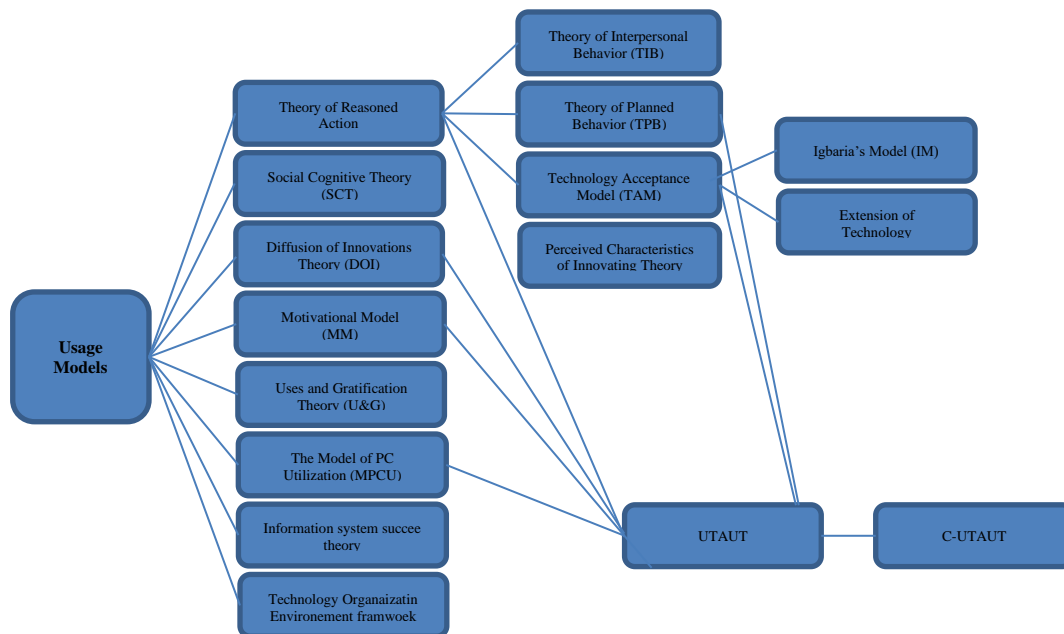 Usage
Models
Theory of Reasoned
Action
Social Cognitive Theory
(SCT)
Diffusion of Innovations
Theory (DOI)
Motivational Model
(MM)
Uses and Gratification
Theory (U&G)
The Model of PC
Utilization (MPCU)
Information system succee
theory
Technology Organaizatin
Environement framwoek
Theory of Interpersonal
Behavior (TIB)
Theory of Planned
Behavior (TPB)
Technology Acceptance
Model (TAM)
Perceived Characteristics
of Innovating Theory
Igbaria’s Model (IM)
Extension of
Technology
UTAUT
C-UTAUT